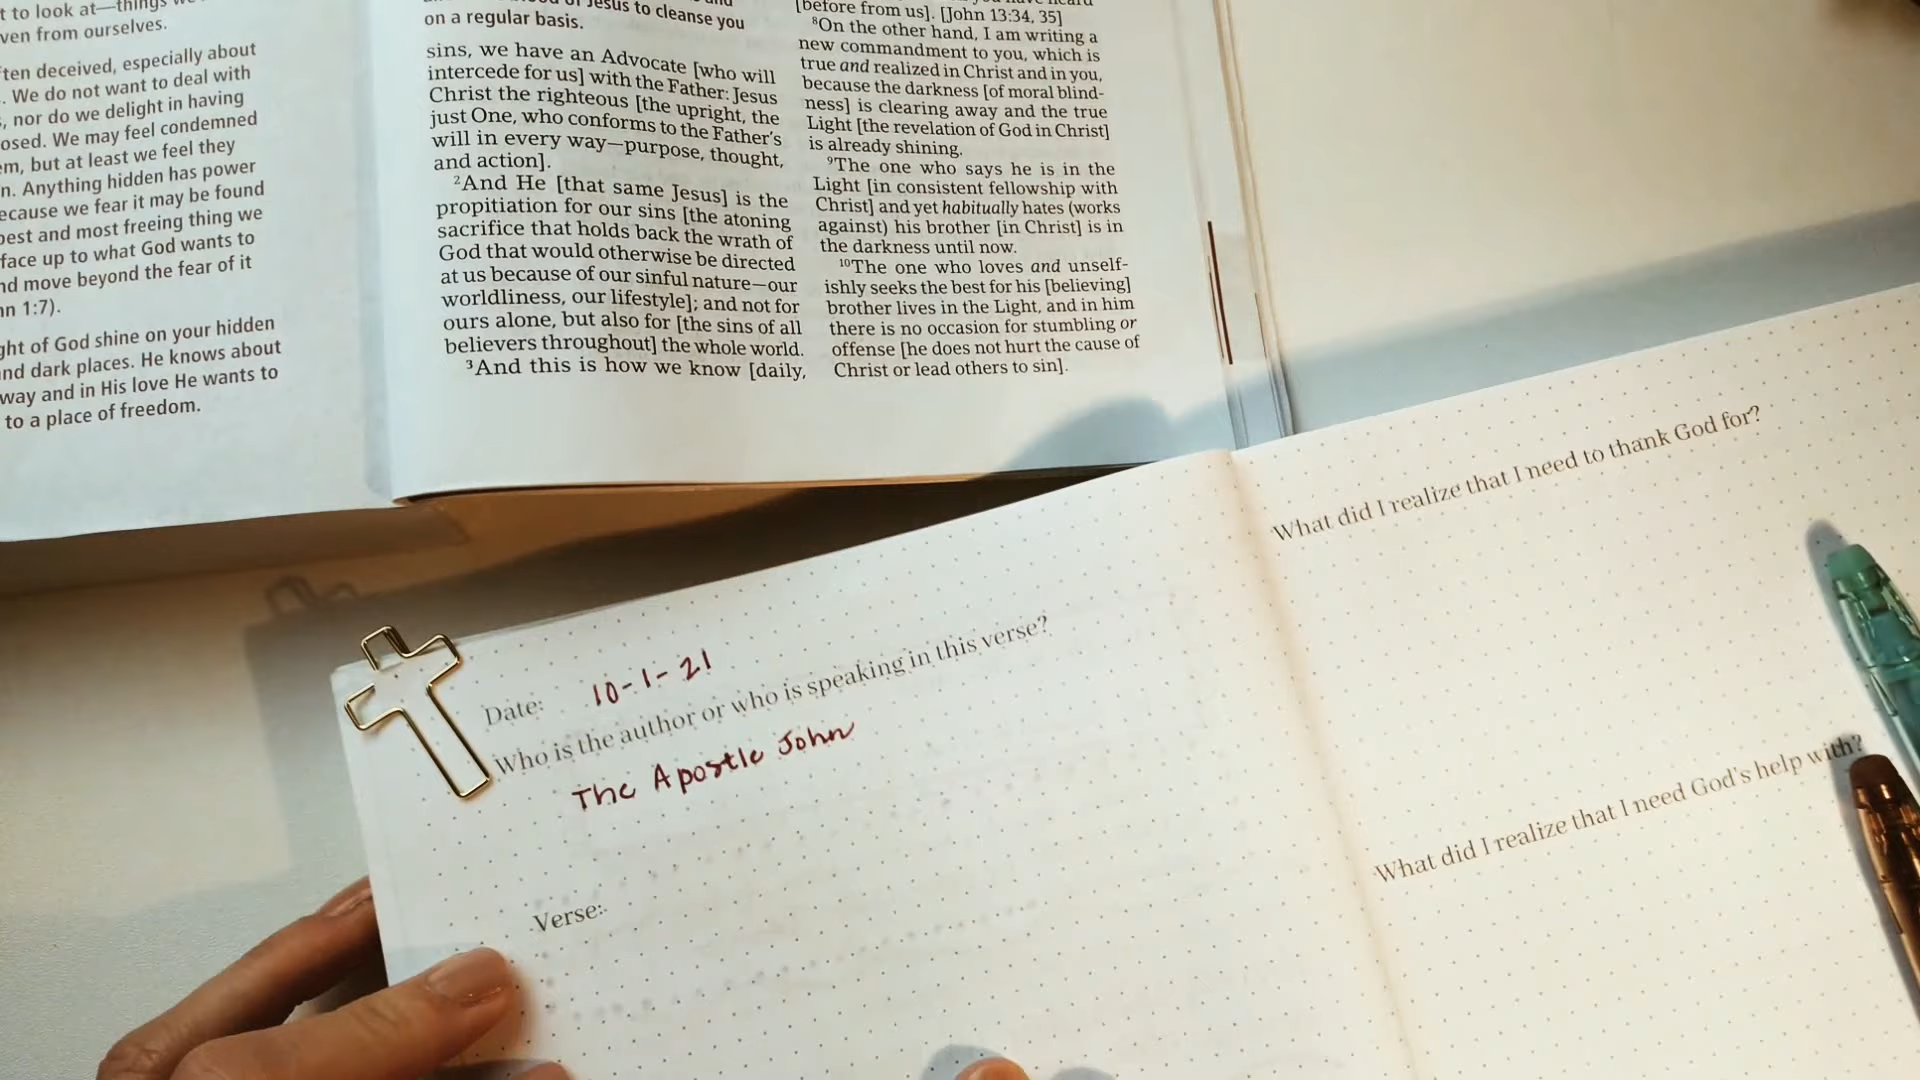 t to look at—things
ven from ourselves.
ten deceived, especially about
. We do not want to deal with
, nor do we delight in having
osed. We may feel condemned
em, but at least we feel they
n. Anything hidden has power
ecause we fear it may be found
best and most freeing thing we
face up to what God wants to
nd move beyond the fear of it
hn 1:7).
ght of God shine on your hidden
nd dark places. He knows about
way and in His love He wants to
to a place of freedom.
Jesus to cleanse you
on a regular basis.
sins, we have an Advocate [who will
intercede for us] with the Father: Jesus
Christ the righteous [the upright, the
just One, who conforms to the Father's
will in every way—purpose, thought,
and action].
²And He [that same Jesus] is the
propitiation for our sins [the atoning
sacrifice that holds back the wrath of
God that would otherwise be directed
at us because of our sinful nature—our
worldliness, our lifestyle]; and not for
ours alone, but also for [the sins of all
believers throughout] the whole world.
³And this is how we know [daily,
[before from us]. [John 13:34, 35]
⁸On the other hand, I am writing a
new commandment to you, which is
true and realized in Christ and in you,
because the darkness [of moral blind-
ness] is clearing away and the true
Light [the revelation of God in Christ]
is already shining.
⁹The one who says he is in the
Light [in consistent fellowship with
Christ] and yet habitually hates (works
against) his brother [in Christ] is in
the darkness until now.
¹⁰The one who loves and unself-
ishly seeks the best for his [believing]
brother lives in the Light, and in him
there is no occasion for stumbling or
offense [he does not hurt the cause of
Christ or lead others to sin].
Date: 10-1-21
Who is the author or who is speaking in this verse?
The Apostle John
Verse:
What did I realize that I need to thank God for?
What did I realize that I need God's help with?